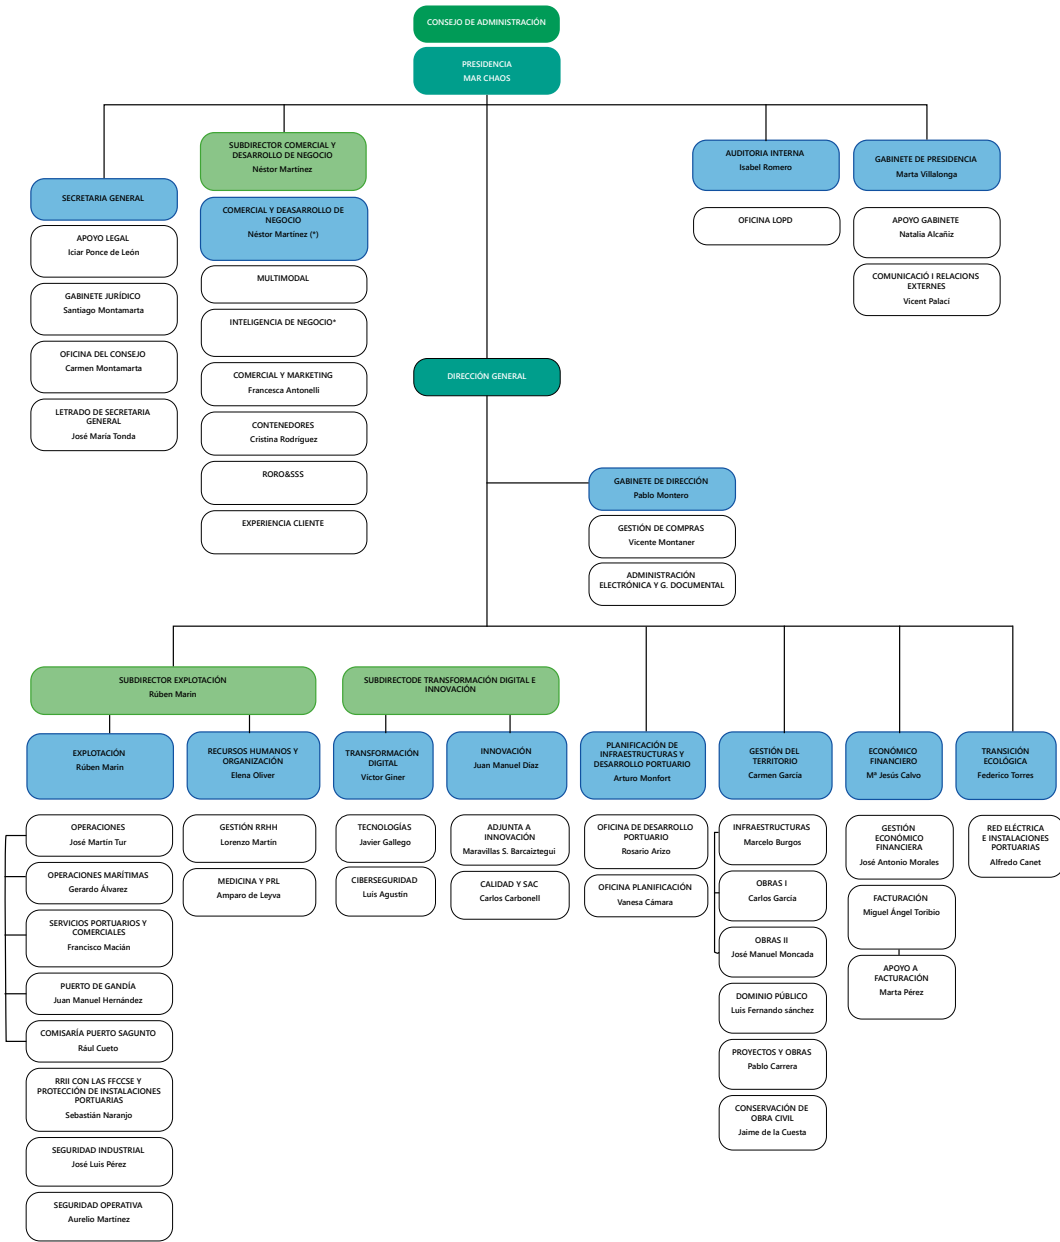 CONSEJO DE ADMINISTRACIÓN
PRESIDENCIA
MAR CHAOS
SECRETARIA GENERAL
APOYO LEGAL
Iciar Ponce de León
GABINETE JURÍDICO
Santiago Montamarta
OFICINA DEL CONSEJO
Carmen Montamarta
LETRADO DE SECRETARIA
GENERAL
José María Tonda
SUBDIRECTOR COMERCIAL Y
DESAROLLO DE NEGOCIO
Néstor Martínez
COMERCIAL Y DEASARROLLO DE
NEGOCIO
Néstor Martínez (*)
MULTIMODAL
INTELIGENCIA DE NEGOCIO*
COMERCIAL Y MARKETING
Francesca Antonelli
CONTENEDORES
Cristina Rodríguez
RORO&SSS
EXPERIENCIA CLIENTE
AUDITORIA INTERNA
Isabel Romero
OFICINA LOPD
GABINETE DE PRESIDENCIA
Marta Villalonga
APOYO GABINETE
Natalia Alcañiz
COMUNICACIÓ I RELACIONS
EXTERNES
Vicent Palací
DIRECCIÓN GENERAL
GABINETE DE DIRECCIÓN
Pablo Montero
GESTIÓN DE COMPRAS
Vicente Montaner
ADMINISTRACIÓN
ELECTRÓNICA Y G. DOCUMENTAL
SUBDIRECTOR EXPLOTACIÓN
Rúben Marín
EXPLOTACIÓN
Rúben Marín
OPERACIONES
José Martín Tur
OPERACIONES MARÍTIMAS
Gerardo Álvarez
SERVICIOS PORTUARIOS Y
COMERCIALES
Francisco Macián
PUERTO DE GANDÍA
Juan Manuel Hernández
COMISARÍA PUERTO SAGUNTO
Rául Cueto
RRII CON LAS FFCCSE Y
PROTECCIÓN DE INSTALACIONES
PORTUARIAS
Sebastián Naranjo
SEGURIDAD INDUSTRIAL
José Luis Pérez
SEGURIDAD OPERATIVA
Aurelio Martínez
RECURSOS HUMANOS Y
ORGANIZACIÓN
Elena Oliver
GESTIÓN RRHH
Lorenzo Martín
MEDICINA Y PRL
Amparo de Leyva
SUBDIRECTODE TRANSFORMACIÓN DIGITAL E
INNOVACIÓN
TRANSFORMACIÓN
DIGITAL
Víctor Giner
TECNOLOGÍAS
Javier Gallego
CIBERSEGURIDAD
Luis Agustín
INNOVACIÓN
Juan Manuel Díaz
ADJUNTA A
INNOVACIÓN
Maravillas S. Barcaiztegui
CALIDAD Y SAC
Carlos Carbonell
PLANIFICACIÓN DE
INFRAESTRUCTURAS Y
DESARROLLO PORTUARIO
Arturo Monfort
OFICINA DE DESARROLLO
PORTUARIO
Rosario Arizo
OFICINA PLANIFICACIÓN
Vanesa Cámara
GESTIÓN DEL
TERRITORIO
Carmen García
INFRAESTRUCTURAS
Marcelo Burgos
OBRAS I
Carlos García
OBRAS II
José Manuel Moncada
DOMINIO PÚBLICO
Luis Fernando sánchez
PROYECTOS Y OBRAS
Pablo Carrera
CONSERVACIÓN DE
OBRA CIVIL
Jaime de la Cuesta
ECONÓMICO
FINANCIERO
Mª Jesús Calvo
GESTIÓN
ECONÓMICO
FINANCIERA
José Antonio Morales
FACTURACIÓN
Miguel Ángel Toribio
APOYO A
FACTURACIÓN
Marta Pérez
TRANSICIÓN
ECOLÓGICA
Federico Torres
RED ELÉCTRICA
E INSTALACIONES
PORTUARIAS
Alfredo Canet